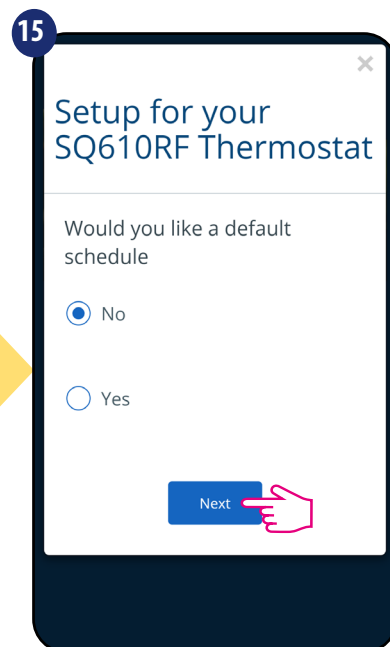 15
×
Setup for your
SQ610RF Thermostat
Would you like a default
schedule
No
Yes
Next